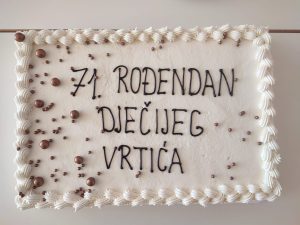 71. ROĐENDAN
DJEČIJEG
VRTIĆA